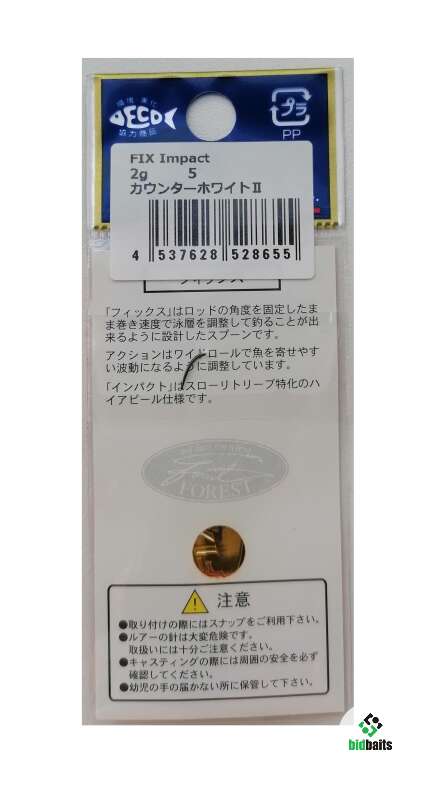 環境 美化
ECO
協力商品
プラ
PP
FIX Impact
2g 5
カウンターホワイトⅡ
4 537628 528655
フィックス
「フィックス」はロッドの角度を固定したま
ま巻き速度で泳層を調整して釣ることが出
来るように設計したスプーンです。
アクションはワイドロールで魚を寄せやす
い波動になるように調整しています。
「インパクト」はスローリトリーブ特化のハ
イアピール仕様です。
FOREST
注意
●取り付けの際にはスナップをご利用下さい。
●ルアーの針は大変危険です。
取扱いには十分ご注意ください。
●キャスティングの際には周囲の安全を必ず
確認してください。
●幼児の手の届かない所に保管して下さい。
bidbaits